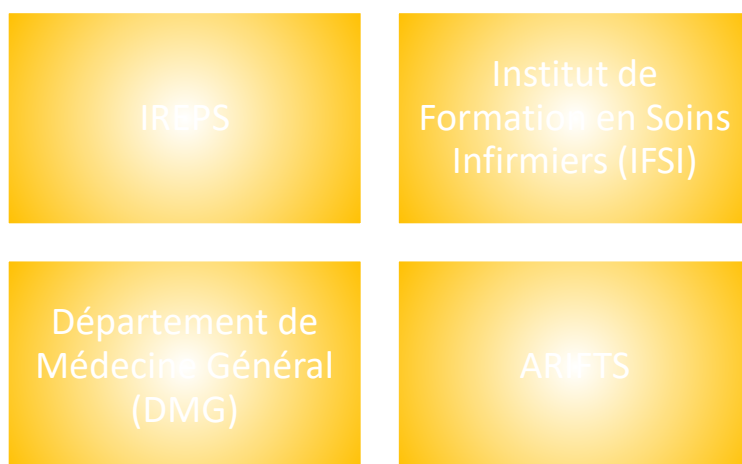 IREPS
Institut de
Formation en Soins
Infirmiers (IFSI)
Département de
Médecine Général
(DMG)
ARIFTS